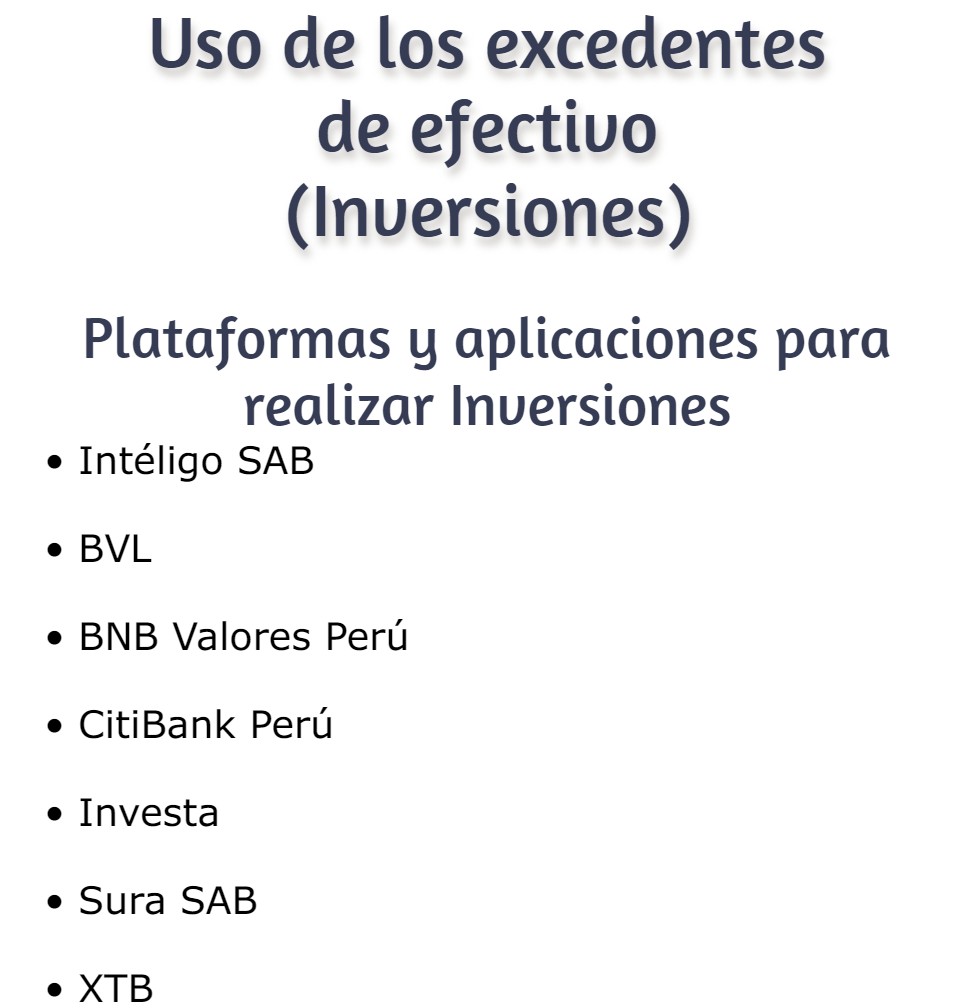 Uso de los excedentes
de efectivo
(Inversiones)
Plataformas y aplicaciones para
realizar Inversiones
• Intéligo SAB
• BVL
• BNB Valores Perú
• CitiBank Perú
• Investa
• Sura SAB
• XTB